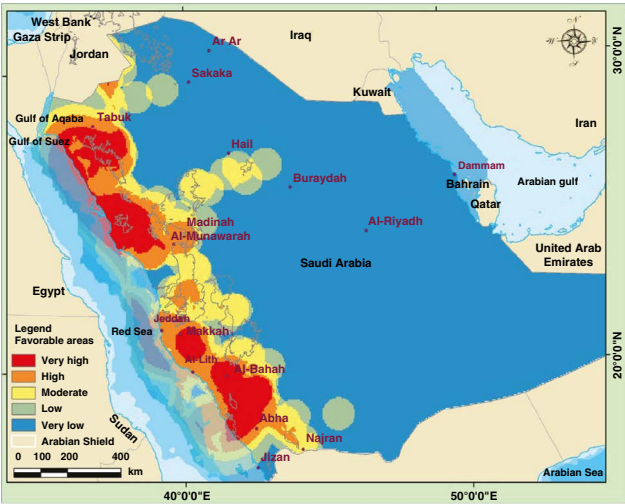 West Bank
Gaza Strip
Jordan
Ar Ar
Iraq
30°0'0"N
Sakaka
Kuwait
Gulf of Aqaba
Tabuk
Iran
Gulf of Suez
Hail
Dammam
Buraydah
Bahrain
Arabian gulf
Qatar
Madinah
Al-Munawarah
Al-Riyadh
United Arab
Emirates
Saudi Arabia
Egypt
Jeddah
Red Sea
Makkah
Al-Lith
Al-Bahah
20°0'0"N
Legend
Favorable areas
Very high
High
Moderate
Low
Very low
Arabian Shield
0 100 200 400
km
Sudan
Abha
Najran
Jizan
Arabian Sea
40°0'0"E
50°0'0"E